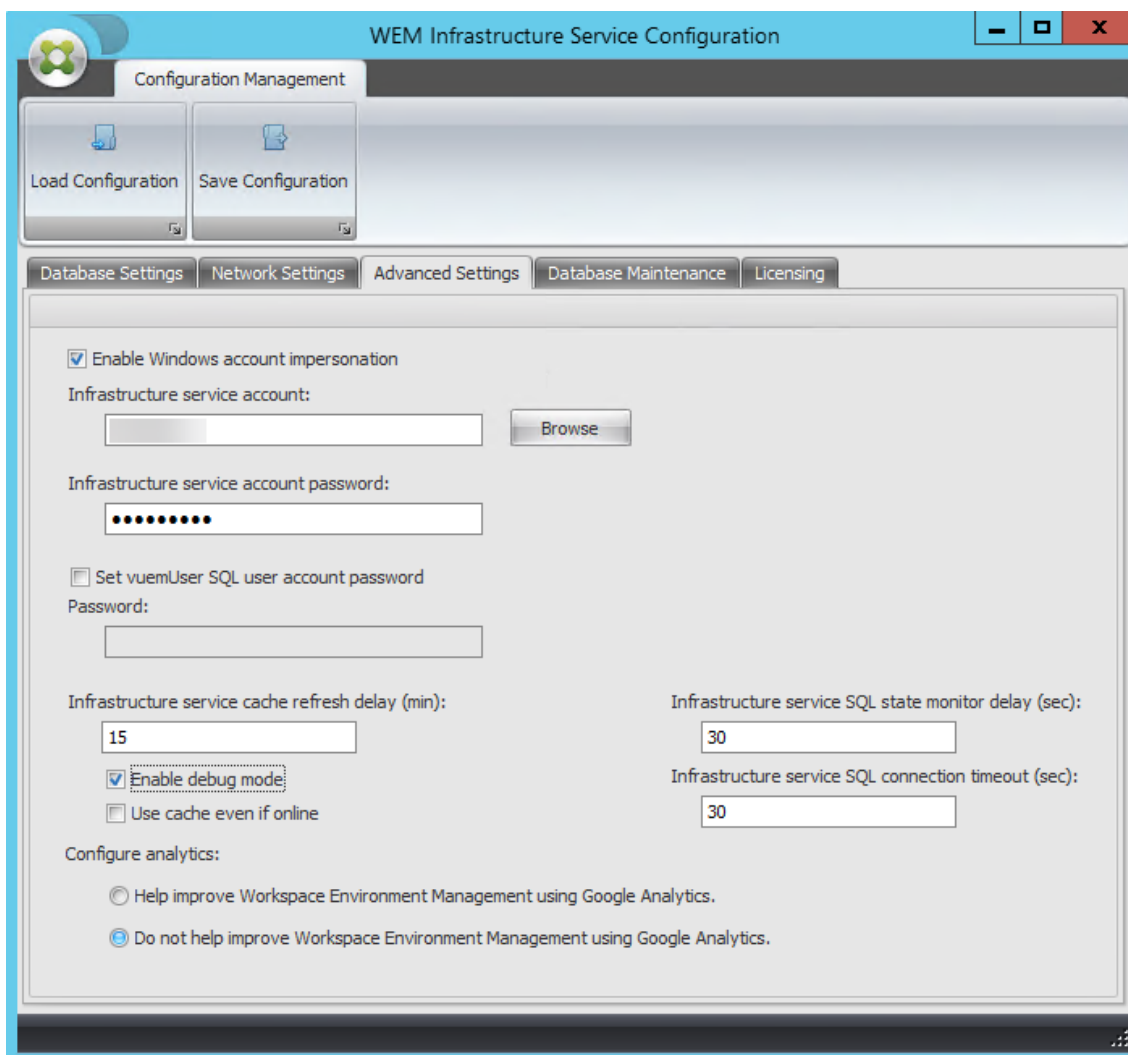 WEM Infrastructure Service Configuration
Configuration Management
Load Configuration
Save Configuration
Database Settings
Network Settings
Advanced Settings
Database Maintenance
Licensing
Enable Windows account impersonation
Infrastructure service account:
Browse
Infrastructure service account password:
•••••••••
Set vuemUser SQL user account password
Password:
Infrastructure service cache refresh delay (min):
Infrastructure service SQL state monitor delay (sec):
15
30
Enable debug mode
Infrastructure service SQL connection timeout (sec):
Use cache even if online
30
Configure analytics:
Help improve Workspace Environment Management using Google Analytics.
Do not help improve Workspace Environment Management using Google Analytics.